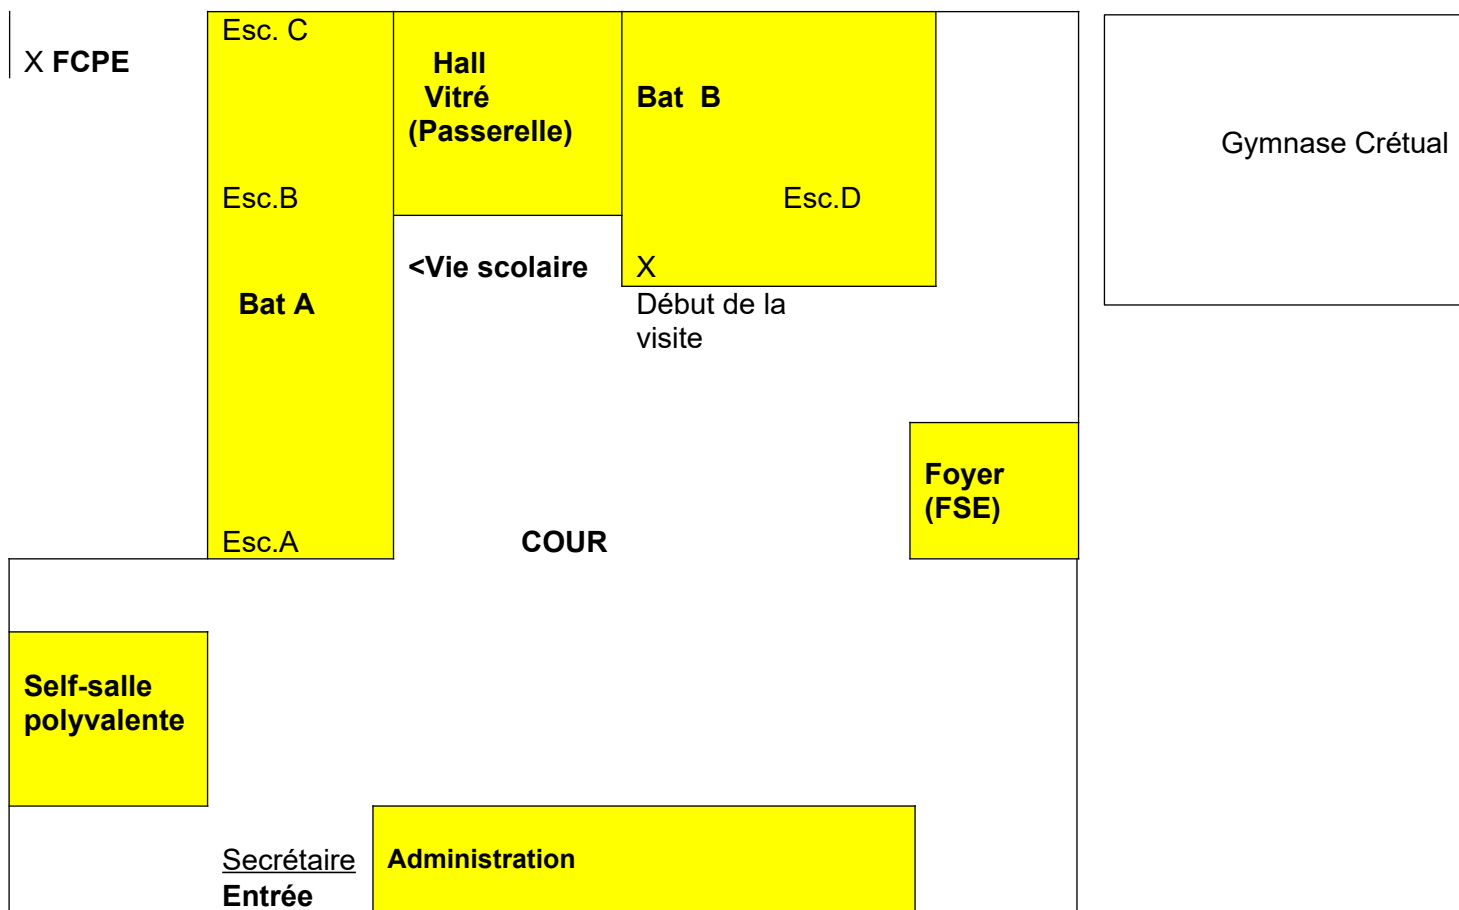 Esc. C
X FCPE
Hall
Vitré
(Passerelle)
Bat B
Gymnase Crétual
Esc.B
Esc.D
<Vie scolaire
X
Bat A
Début de la
visite
Foyer
(FSE)
Esc.A
COUR
Self-salle
polyvalente
Secrétaire
Entrée
Administration